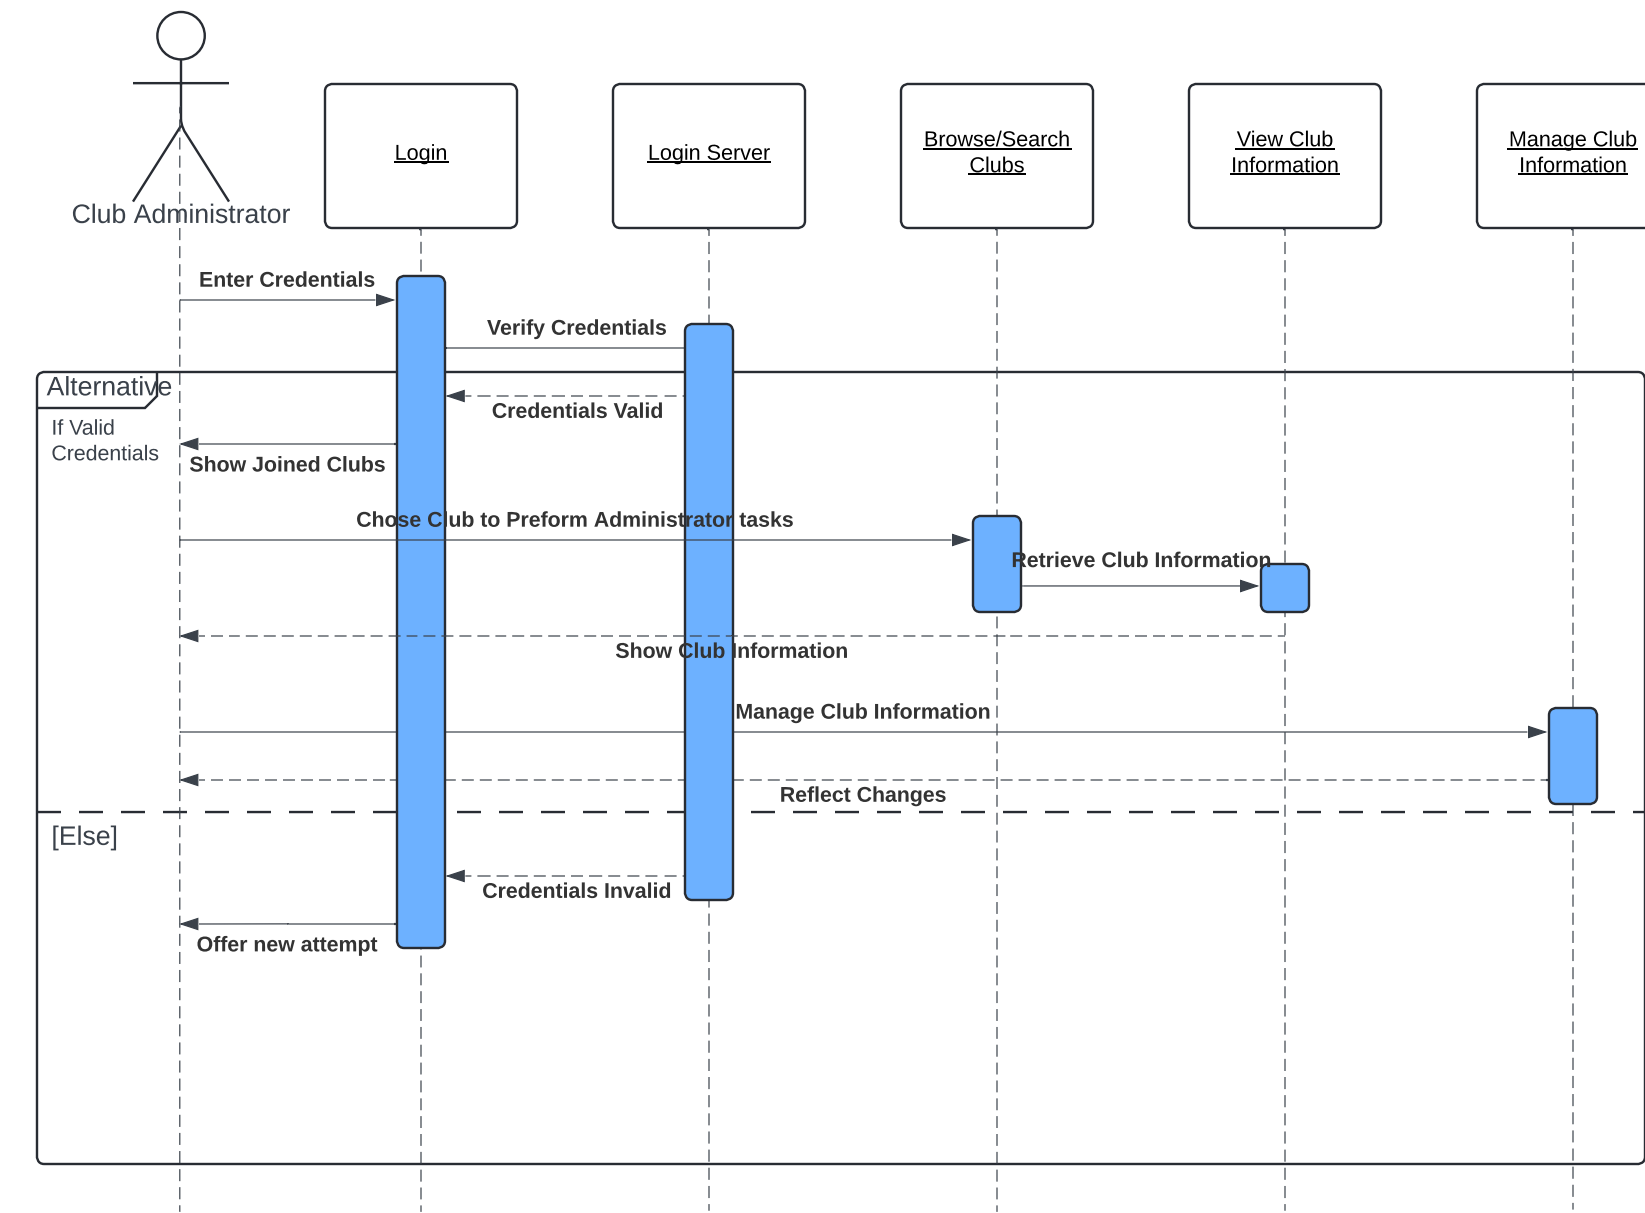 Club Administrator
Login
Login Server
Browse/Search
Clubs
View Club
Information
Manage Club
Information
Enter Credentials
Verify Credentials
Alternative
If Valid
Credentials
Credentials Valid
Show Joined Clubs
Chose Club to Preform Administrator tasks
Retrieve Club Information
Show Club Information
Manage Club Information
Reflect Changes
[Else]
Credentials Invalid
Offer new attempt